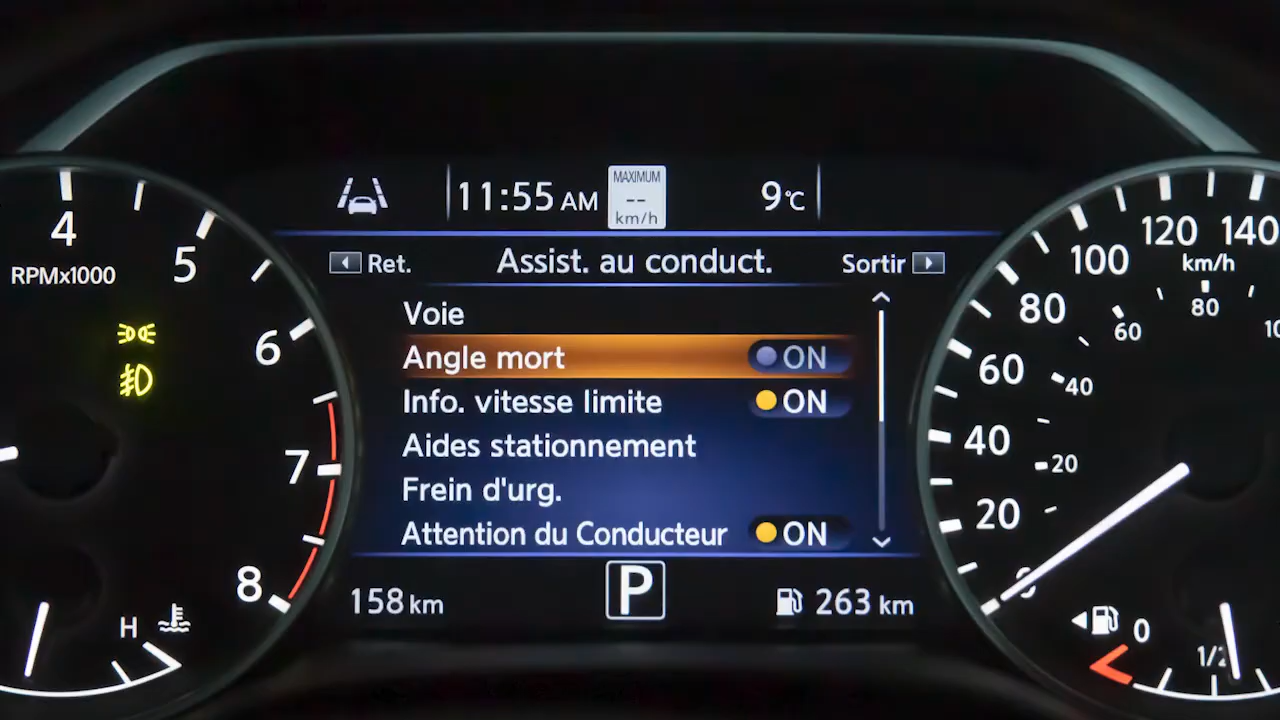 11:55 AM
MAXIMUM
--
km/h
9°C
◀ Ret.
Assist. au conduct.
Sortir ▶
Voie
Angle mort ON
Info. vitesse limite ON
Aides stationnement
Frein d'urg.
Attention du Conducteur ON
158 km
P
263 km
4
5
6
7
8
RPMx1000
H
140
120
100
80
60
40
20
0
km/h
80
60
40
20
0
1/2